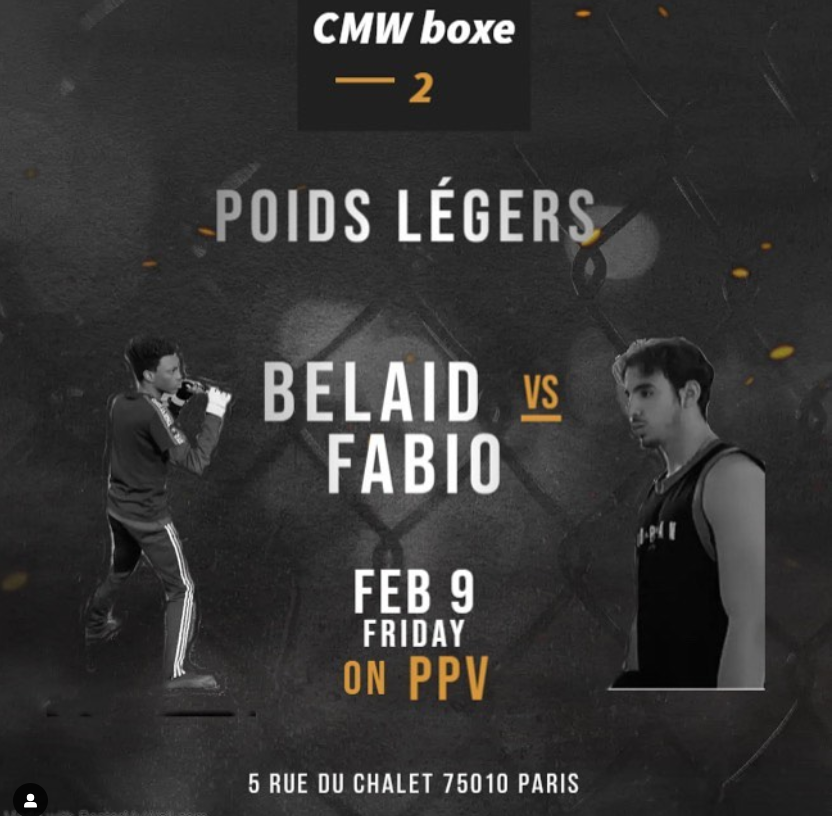 CMW boxe
2
POIDS LÉGERS
BELAID VS
FABIO
FEB 9
FRIDAY
ON PPV
5 RUE DU CHALET 75010 PARIS